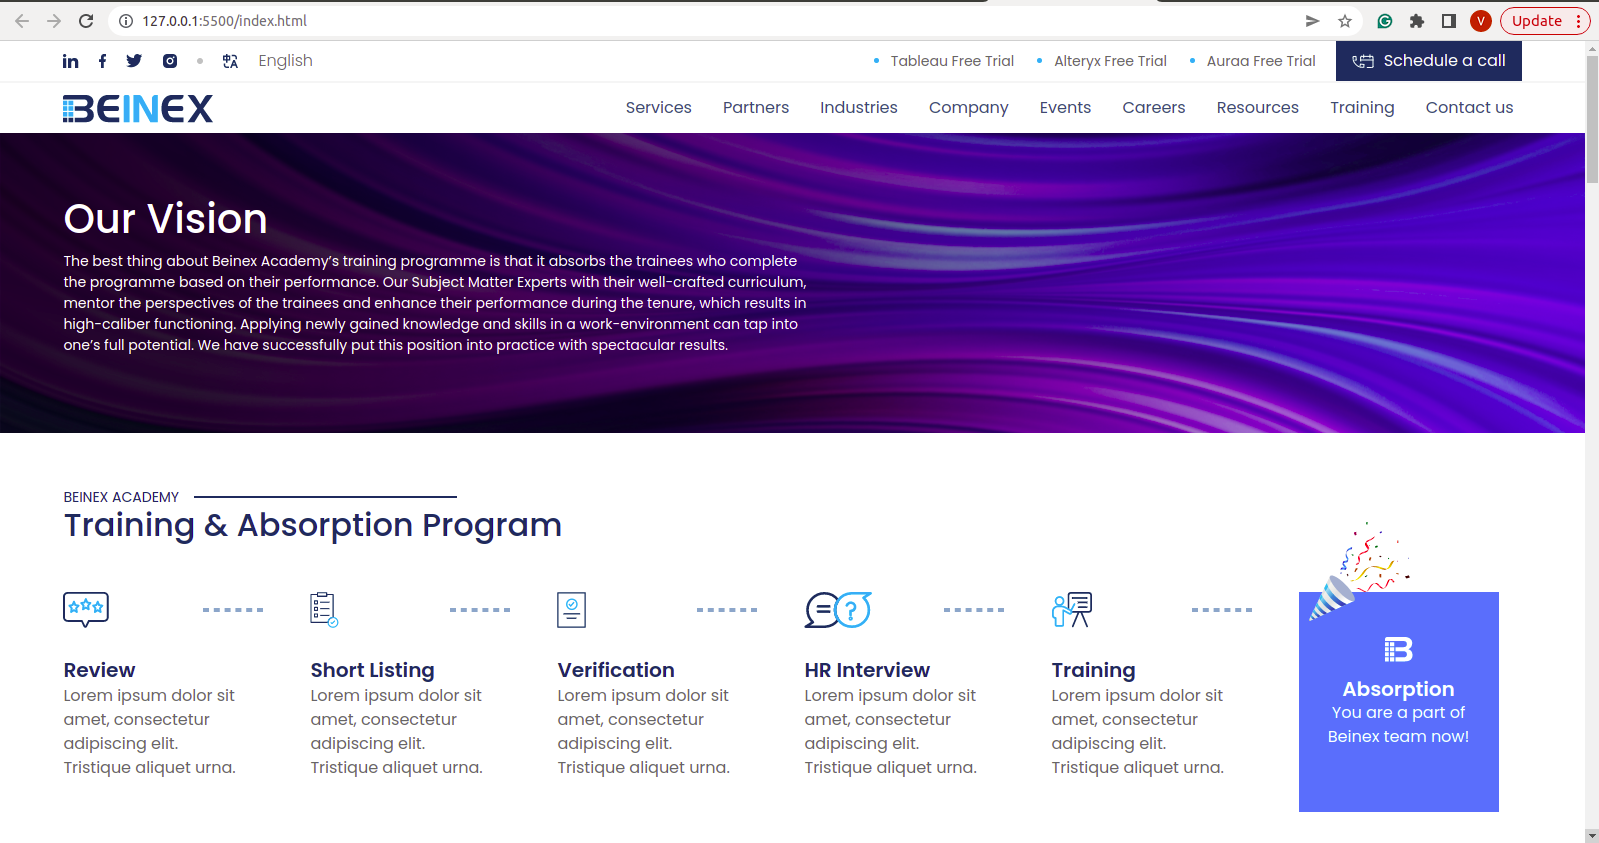 127.0.0.1:5500/index.html
V
Update
English
Tableau Free Trial
Alteryx Free Trial
Auraa Free Trial
Schedule a call
BEINEX
Services
Partners
Industries
Company
Events
Careers
Resources
Training
Contact us
Our Vision
The best thing about Beinex Academy’s training programme is that it absorbs the trainees who complete
the programme based on their performance. Our Subject Matter Experts with their well-crafted curriculum,
mentor the perspectives of the trainees and enhance their performance during the tenure, which results in
high-caliber functioning. Applying newly gained knowledge and skills in a work-environment can tap into
one’s full potential. We have successfully put this position into practice with spectacular results.
BEINEX ACADEMY
Training & Absorption Program
Review
Lorem ipsum dolor sit
amet, consectetur
adipiscing elit.
Tristique aliquet urna.
Short Listing
Lorem ipsum dolor sit
amet, consectetur
adipiscing elit.
Tristique aliquet urna.
Verification
Lorem ipsum dolor sit
amet, consectetur
adipiscing elit.
Tristique aliquet urna.
HR Interview
Lorem ipsum dolor sit
amet, consectetur
adipiscing elit.
Tristique aliquet urna.
Training
Lorem ipsum dolor sit
amet, consectetur
adipiscing elit.
Tristique aliquet urna.
B
Absorption
You are a part of
Beinex team now!